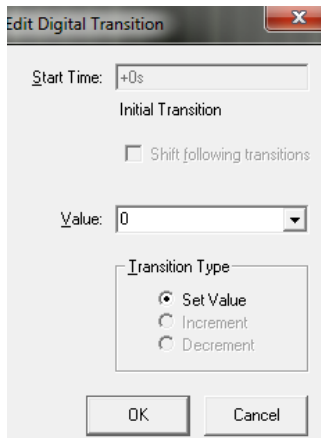 Edit Digital Transition
Start Time: +0s
Initial Transition
Shift following transitions
Value: 0
Transition Type
Set Value
Increment
Decrement
OK Cancel